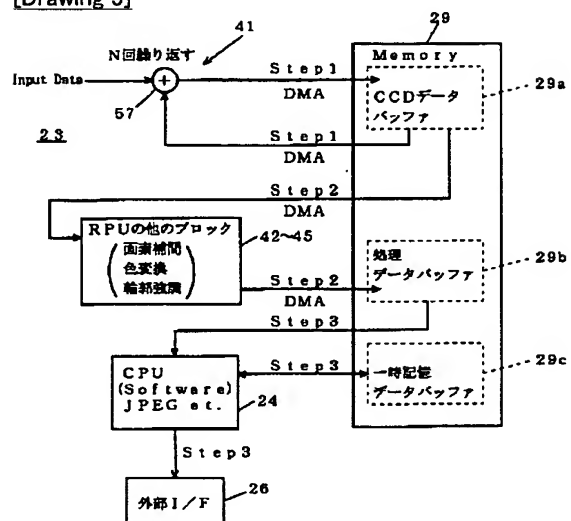 [Drawing 5]
41
29
N回繰り返す
Memory
Input Data
+
Step1
DMA
29a
CCDデータ
バッファ
57
Step1
DMA
23
Step2
DMA
RPUの他のブロック
42~45
画素補間
色変換
輪郭強調
処理
データバッファ
29b
Step2
DMA
Step3
CPU
(Software)
JPEG et.
24
Step3
一時記憶
データバッファ
29c
Step3
外部I/F
26